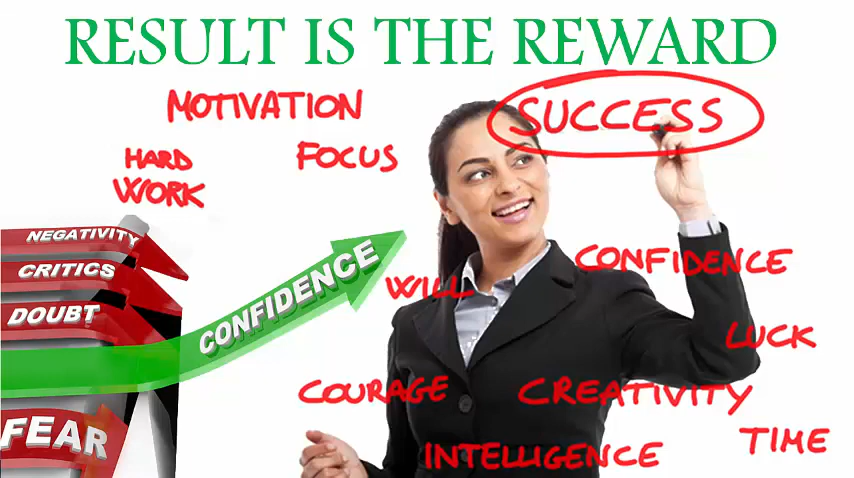 RESULT IS THE REWARD
MOTIVATION
SUCCESS
HARD
WORK
FOCUS
NEGATIVITY
CRITICS
DOUBT
CONFIDENCE
FEAR
WILL
CONFIDENCE
LUCK
COURAGE
CREATIVITY
INTELLIGENCE
TIME